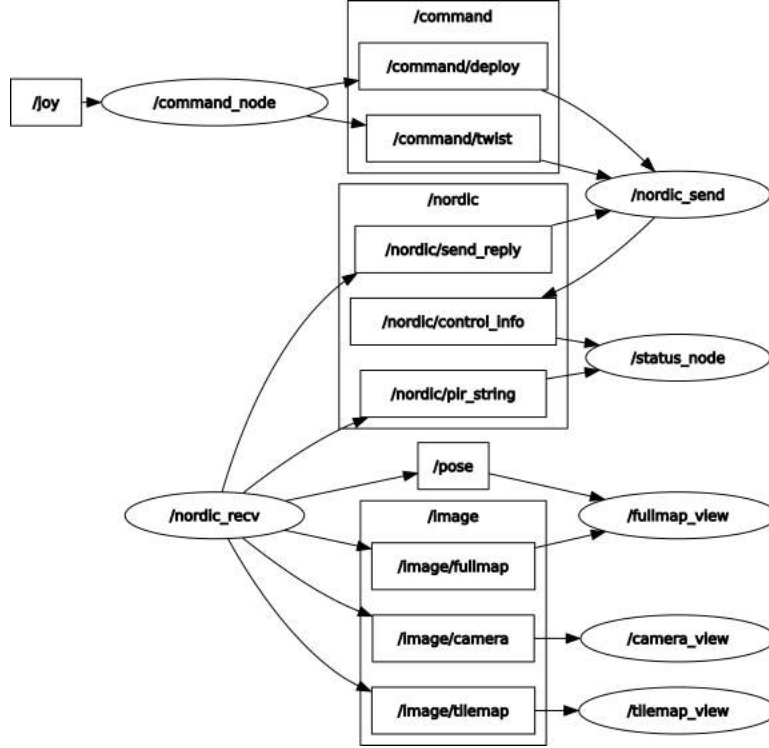 /command
/command/deploy
/joy
/command_node
/command/twist
/nordic
/nordic_send
/nordic/send_reply
/nordic/control_info
/status_node
/nordic/pir_string
/pose
/nordic_recv
/image
/fullmap_view
/image/fullmap
/image/camera
/camera_view
/image/tilemap
/tilemap_view